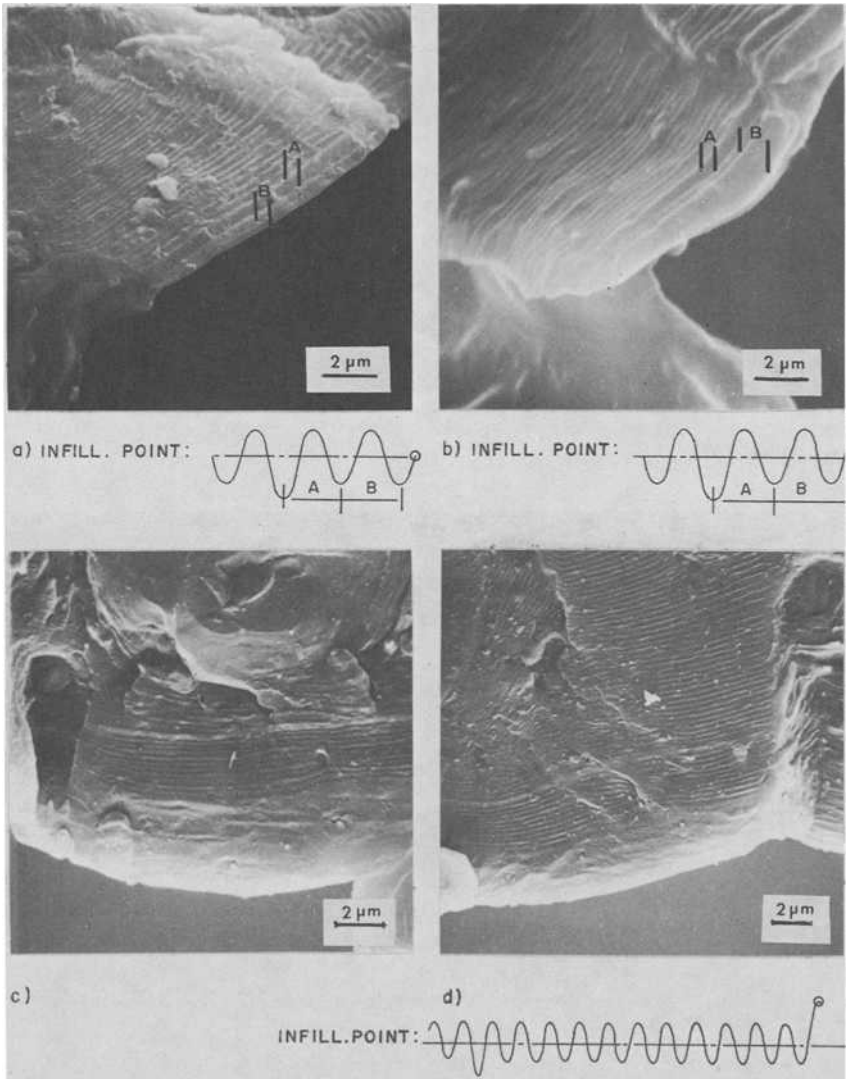 A
B
2 µm
A
B
2 µm
a) INFILL. POINT:
A
B
b) INFILL. POINT:
A
B
2 µm
2 µm
c)
d)
INFILL. POINT: